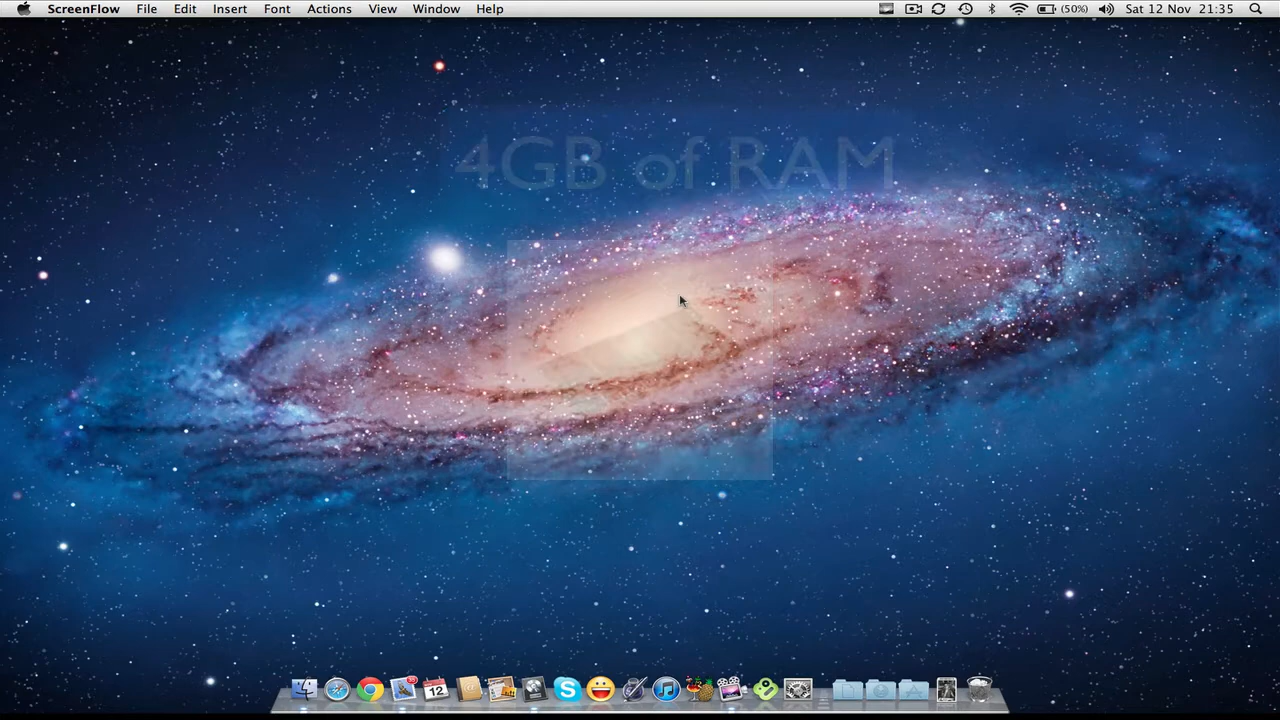 ScreenFlow File Edit Insert Font Actions View Window Help (50%) Sat 12 Nov 21:35
4GB of RAM
12